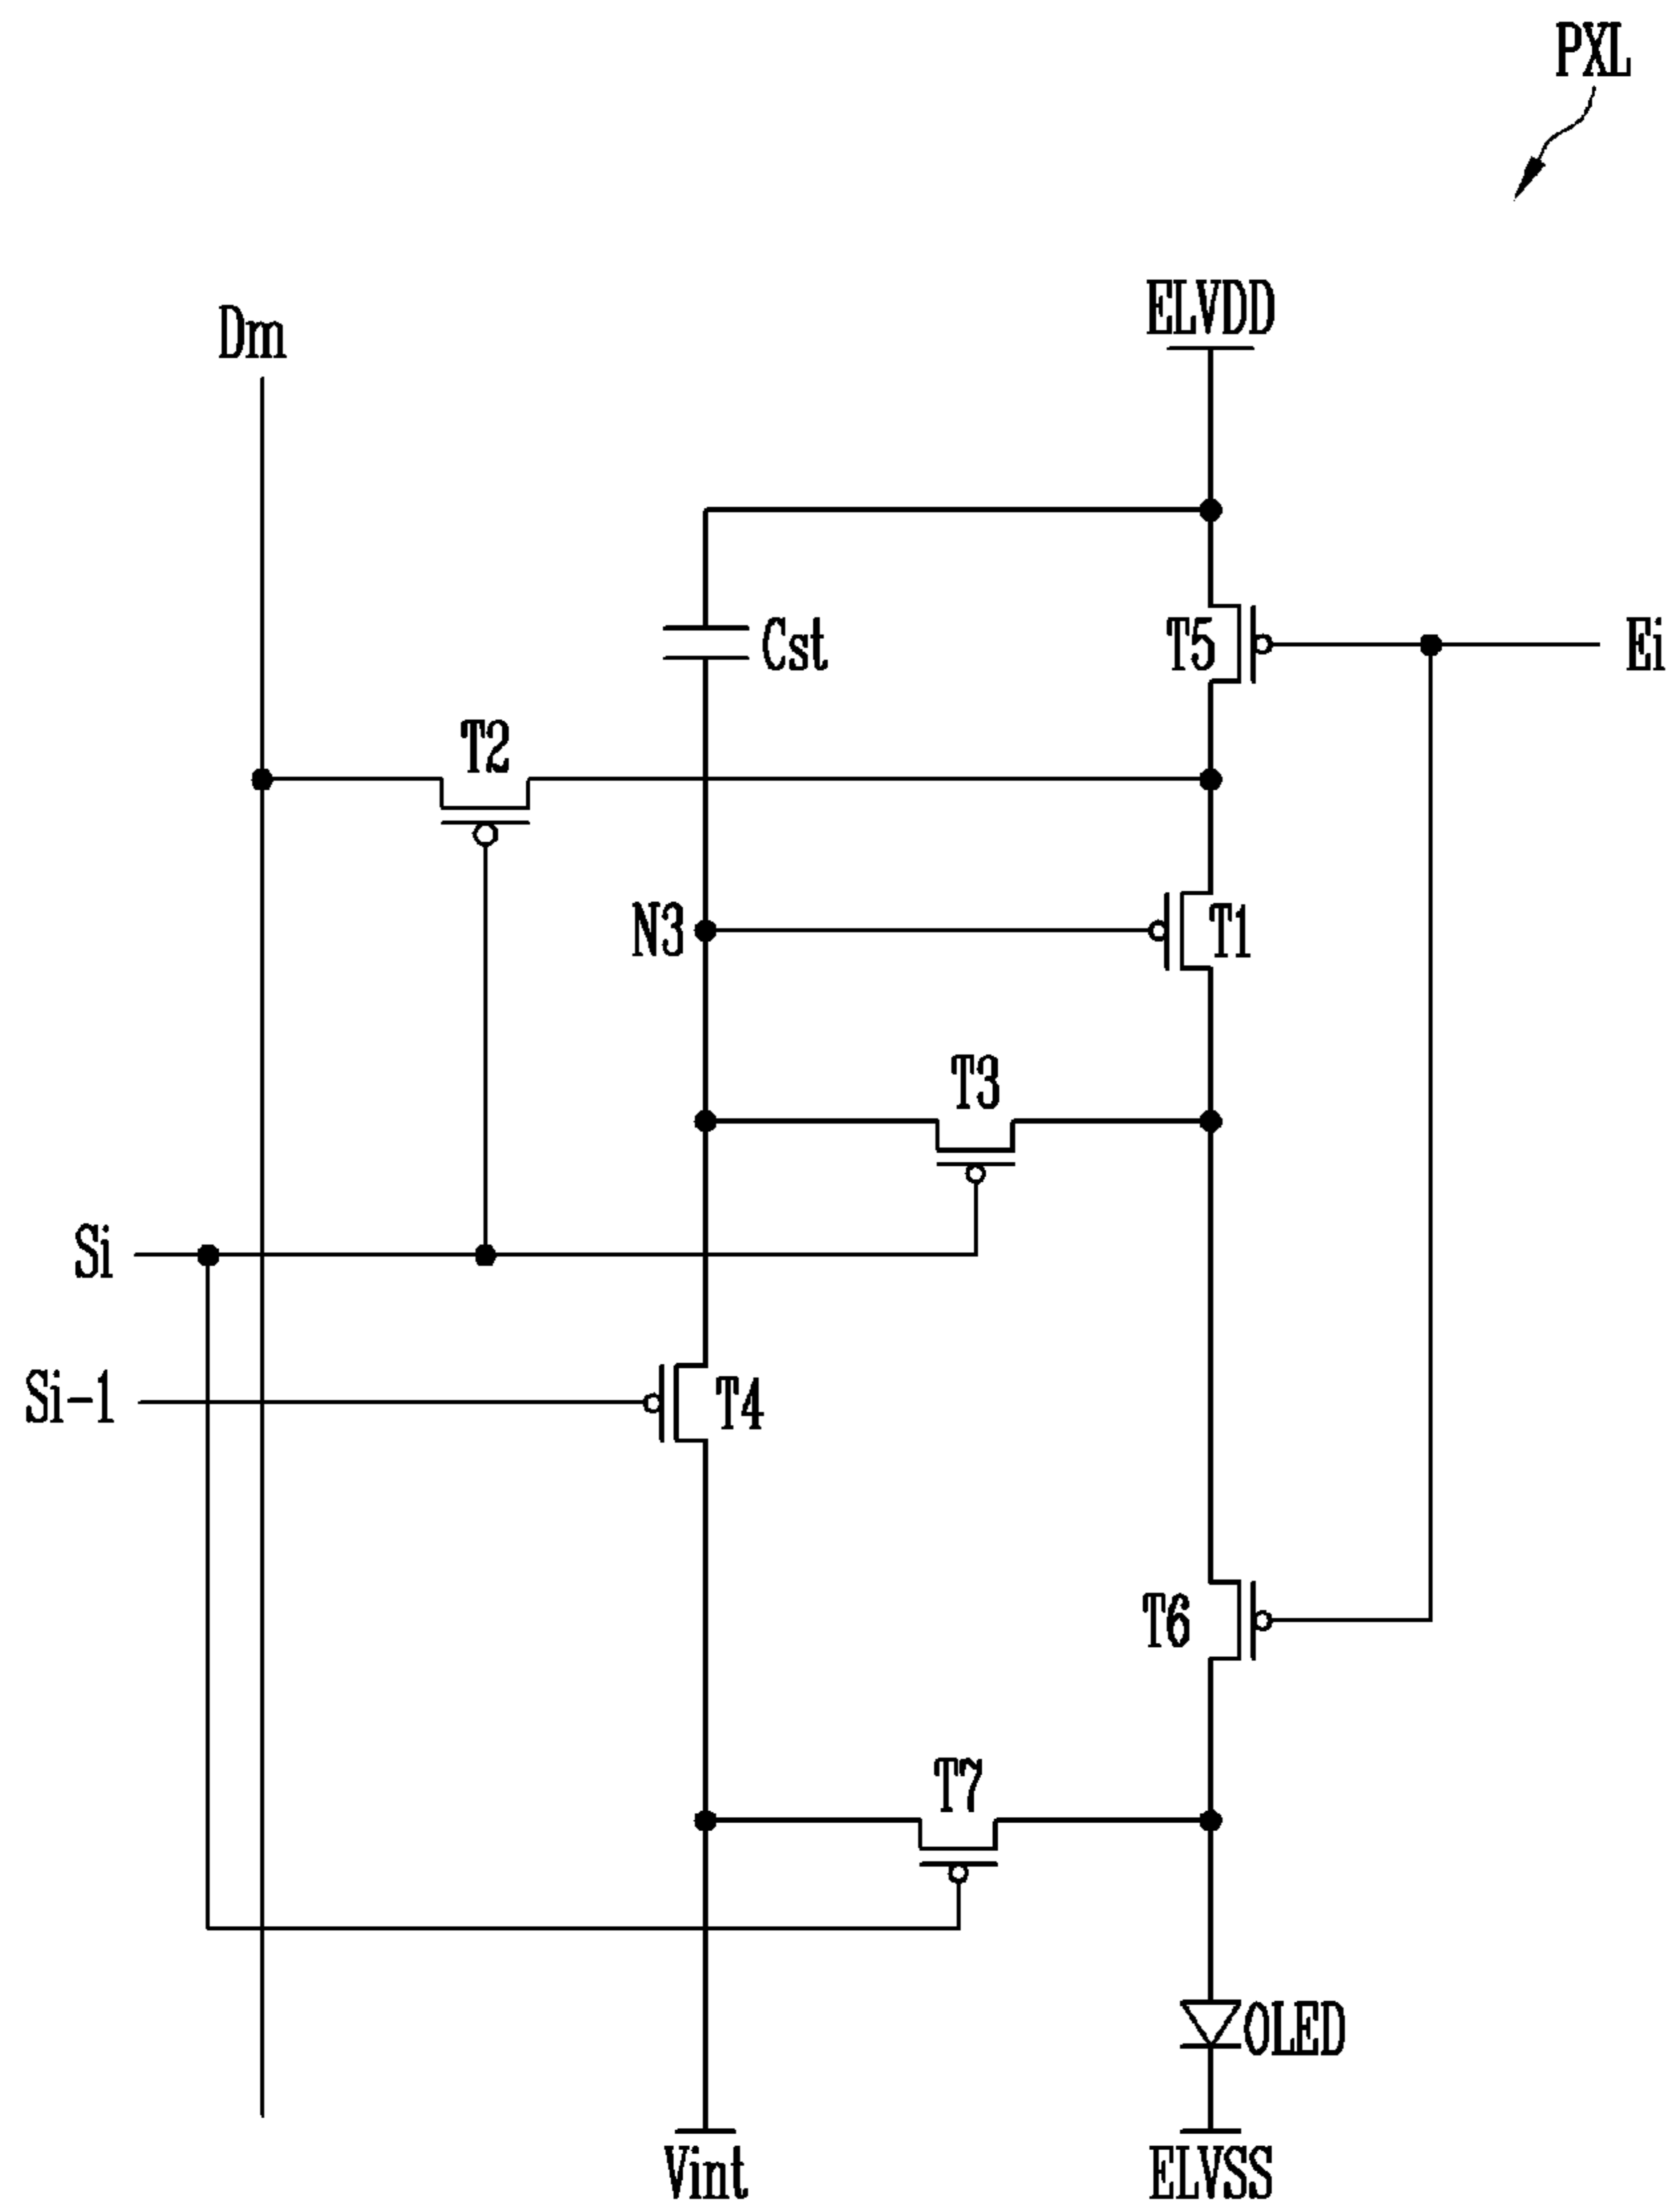 PXL
ELVDD
Dm
Cst
T5
Ei
T2
N3
T1
T3
Si
Si-1
T4
T6
T7
OLED
Vint
ELVSS